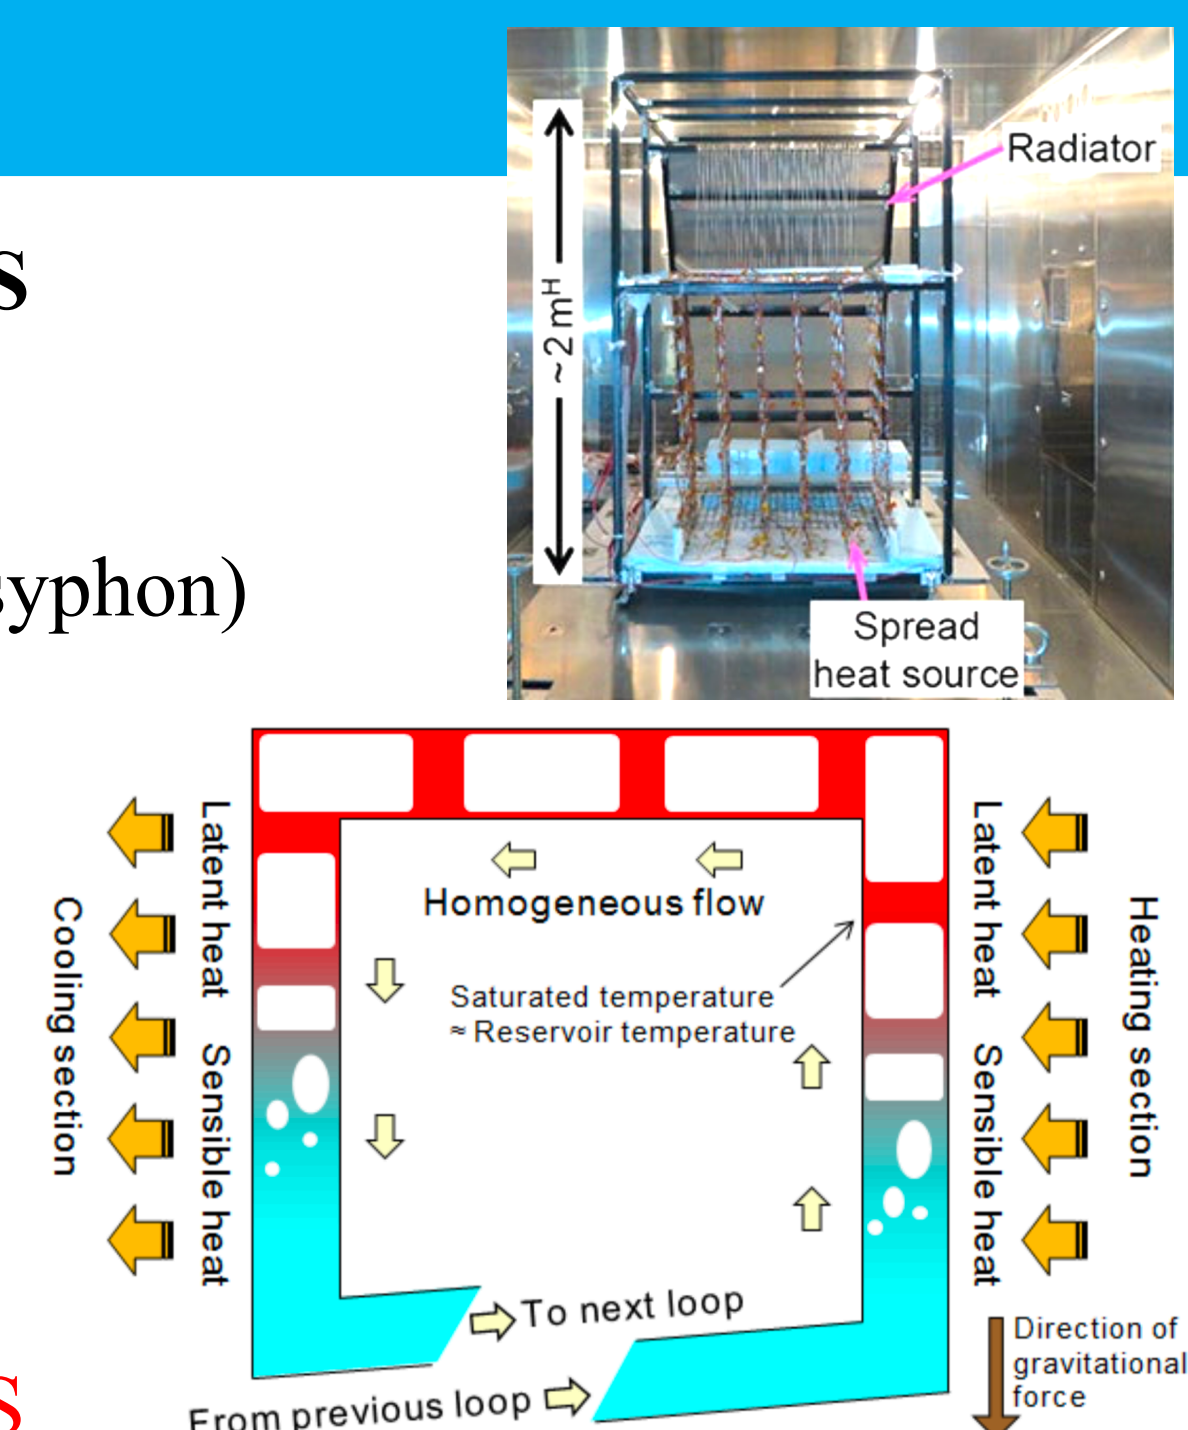 s
syphon)
Radiator
~2 mᴴ
Spread
heat source
Cooling section
Latent heat
Sensible heat
Homogeneous flow
Saturated temperature
≈ Reservoir temperature
Latent heat
Sensible heat
Heating section
To next loop
From previous loop
Direction of
gravitational
force
s